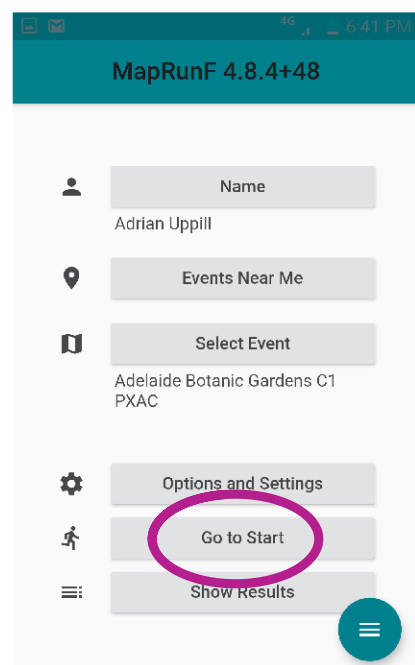 4G 6:41 PM
MapRunF 4.8.4+48
Name
Adrian Uppill
Events Near Me
Select Event
Adelaide Botanic Gardens C1
PXAC
Options and Settings
Go to Start
Show Results